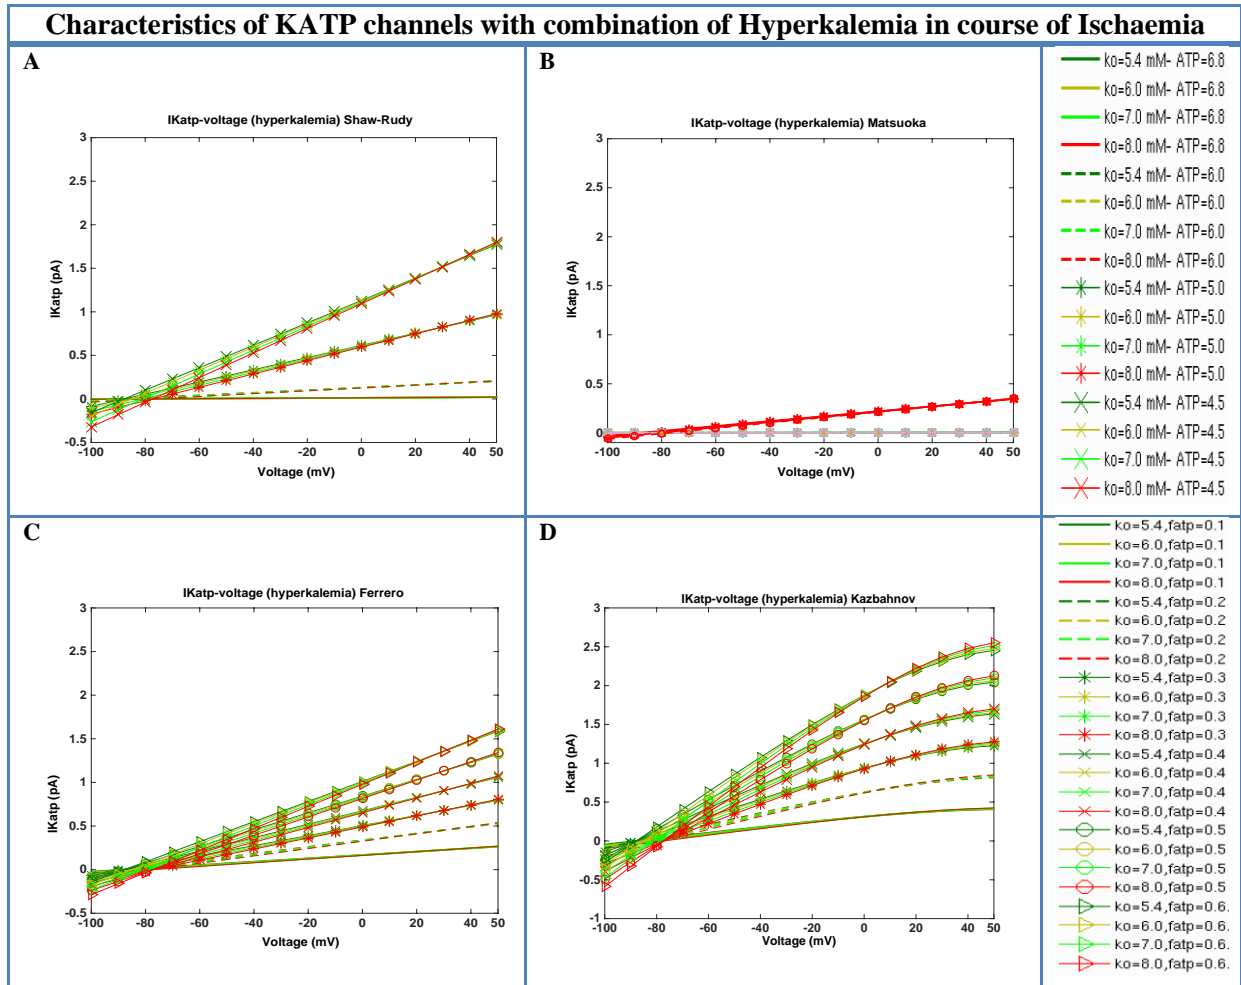 Characteristics of KATP channels with combination of Hyperkalemia in course of Ischaemia
A
IKatp-voltage (hyperkalemia) Shaw-Rudy
3
2.5
2
1.5
1
0.5
0
-0.5
IKatp (pA)
-100 -80 -60 -40 -20 0 20 40 50
Voltage (mV)
B
IKatp-voltage (hyperkalemia) Matsuoka
3
2.5
2
1.5
1
0.5
0
IKatp (pA)
-100 -80 -60 -40 -20 0 20 40 50
Voltage (mV)
ko=5.4 mM- ATP=6.8
ko=6.0 mM- ATP=6.8
ko=7.0 mM- ATP=6.8
ko=8.0 mM- ATP=6.8
ko=5.4 mM- ATP=6.0
ko=6.0 mM- ATP=6.0
ko=7.0 mM- ATP=6.0
ko=8.0 mM- ATP=6.0
ko=5.4 mM- ATP=5.0
ko=6.0 mM- ATP=5.0
ko=7.0 mM- ATP=5.0
ko=8.0 mM- ATP=5.0
ko=5.4 mM- ATP=4.5
ko=6.0 mM- ATP=4.5
ko=7.0 mM- ATP=4.5
ko=8.0 mM- ATP=4.5
C
IKatp-voltage (hyperkalemia) Ferrero
3
2.5
2
1.5
1
0.5
0
-0.5
IKatp (pA)
-100 -80 -60 -40 -20 0 20 40 50
Voltage (mV)
D
IKatp-voltage (hyperkalemia) Kazbahnov
3
2.5
2
1.5
1
0.5
0
-0.5
-1
IKatp (pA)
-100 -80 -60 -40 -20 0 20 40 50
Voltage (mV)
ko=5.4,fatp=0.1
ko=6.0,fatp=0.1
ko=7.0,fatp=0.1
ko=8.0,fatp=0.1
ko=5.4,fatp=0.2
ko=6.0,fatp=0.2
ko=7.0,fatp=0.2
ko=8.0,fatp=0.2
ko=5.4,fatp=0.3
ko=6.0,fatp=0.3
ko=7.0,fatp=0.3
ko=8.0,fatp=0.3
ko=5.4,fatp=0.4
ko=6.0,fatp=0.4
ko=7.0,fatp=0.4
ko=8.0,fatp=0.4
ko=5.4,fatp=0.5
ko=6.0,fatp=0.5
ko=7.0,fatp=0.5
ko=8.0,fatp=0.5
ko=5.4,fatp=0.6.
ko=6.0,fatp=0.6.
ko=7.0,fatp=0.6.
ko=8.0,fatp=0.6.